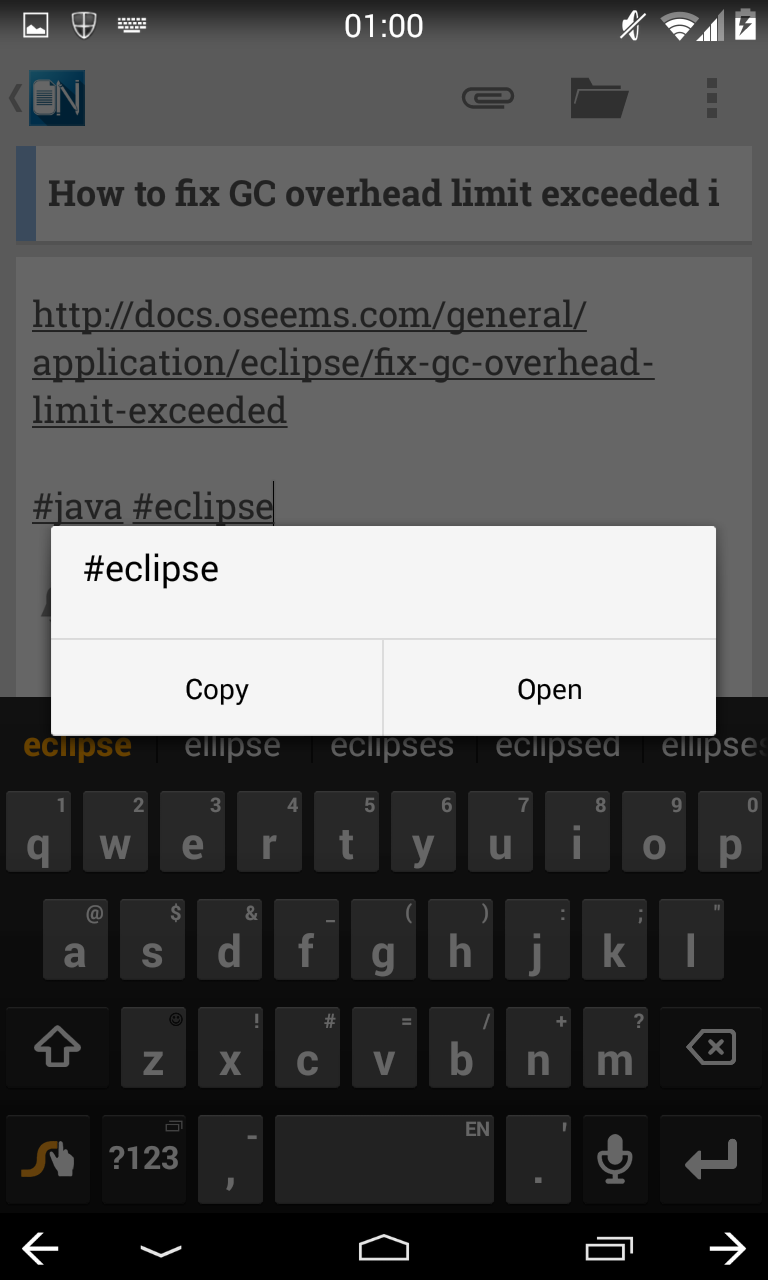 01:00
N
How to fix GC overhead limit exceeded i
http://docs.oseems.com/general/
application/eclipse/fix-gc-overhead-
limit-exceeded
#java #eclipse
#eclipse
Copy Open
eclipse ellipse eclipses eclipsed ellipses
1 2 3 4 5 6 7 8 9 0
q w e r t y u i o p
@ $ & _ ( ) : ; "
a s d f g h j k l
! # = / + ?
z x c v b n m
- EN '
?123 , .